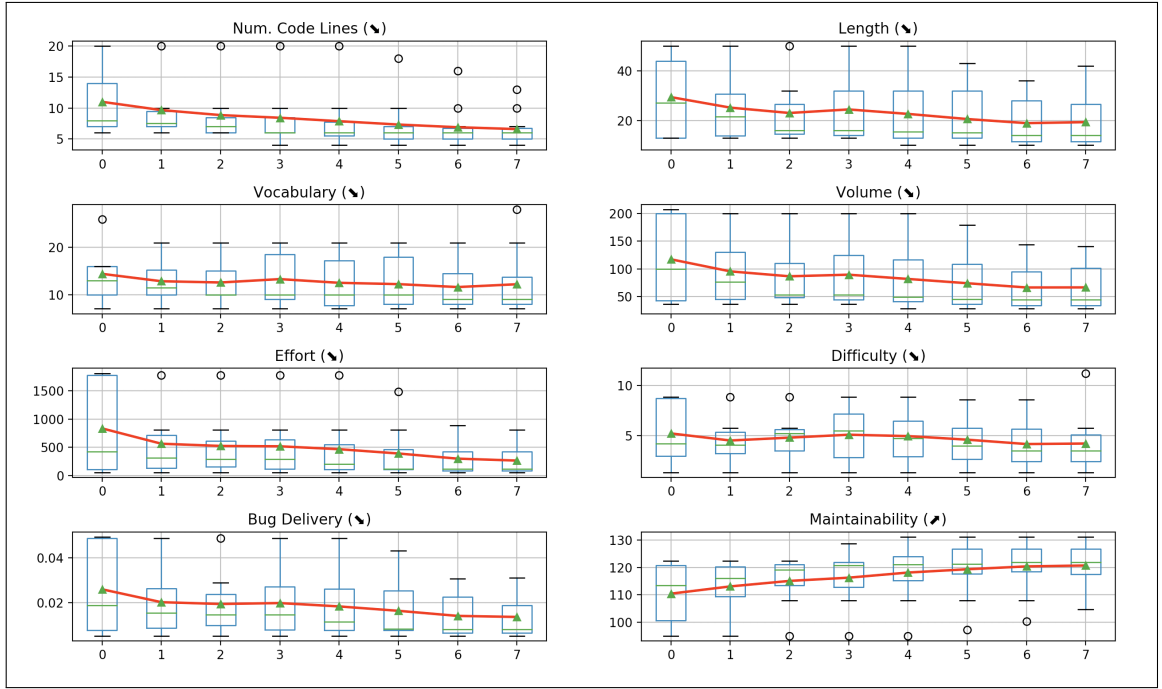 Num. Code Lines (⬊)
20
15
10
5
0 1 2 3 4 5 6 7
Length (⬊)
40
20
0 1 2 3 4 5 6 7
Vocabulary (⬊)
20
10
0 1 2 3 4 5 6 7
Volume (⬊)
200
150
100
50
0 1 2 3 4 5 6 7
Effort (⬊)
1500
1000
500
0
0 1 2 3 4 5 6 7
Difficulty (⬊)
10
5
0 1 2 3 4 5 6 7
Bug Delivery (⬊)
0.04
0.02
0 1 2 3 4 5 6 7
Maintainability (⬈)
130
120
110
100
0 1 2 3 4 5 6 7